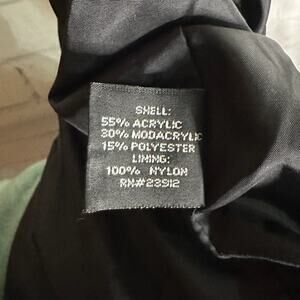 SHELL:
55% ACRYLIC
30% MODACRYLIC
15% POLYESTER
LINING:
100% NYLON
RN#23912